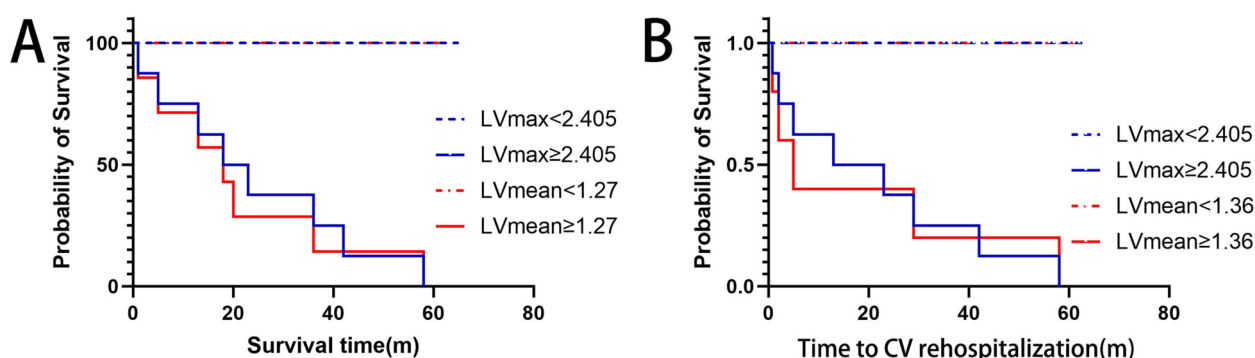 A
Probability of Survival
100
50
0
0 20 40 60 80
Survival time(m)
LVmax<2.405
LVmax≥2.405
LVmean<1.27
LVmean≥1.27
B
Probability of Survival
1.0
0.5
0.0
0 20 40 60 80
Time to CV rehospitalization(m)
LVmax<2.405
LVmax≥2.405
LVmean<1.36
LVmean≥1.36